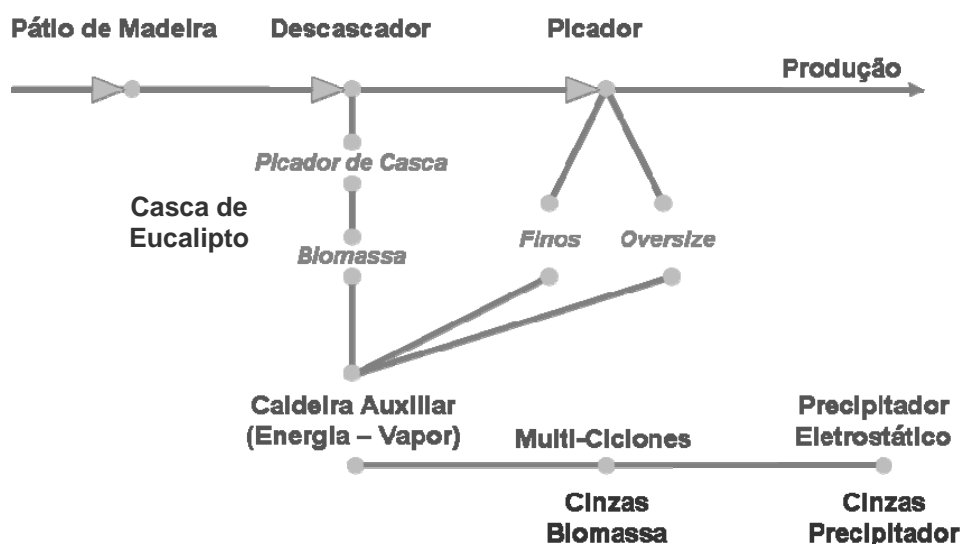 Pátio de Madeira
Descascador
Picador
Produção
Picador de Casca
Casca de
Eucalipto
Biomassa
Finos
Oversize
Caldeira Auxiliar
(Energia – Vapor)
Multi-Ciclones
Precipitador
Eletrostático
Cinzas
Biomassa
Cinzas
Precipitador